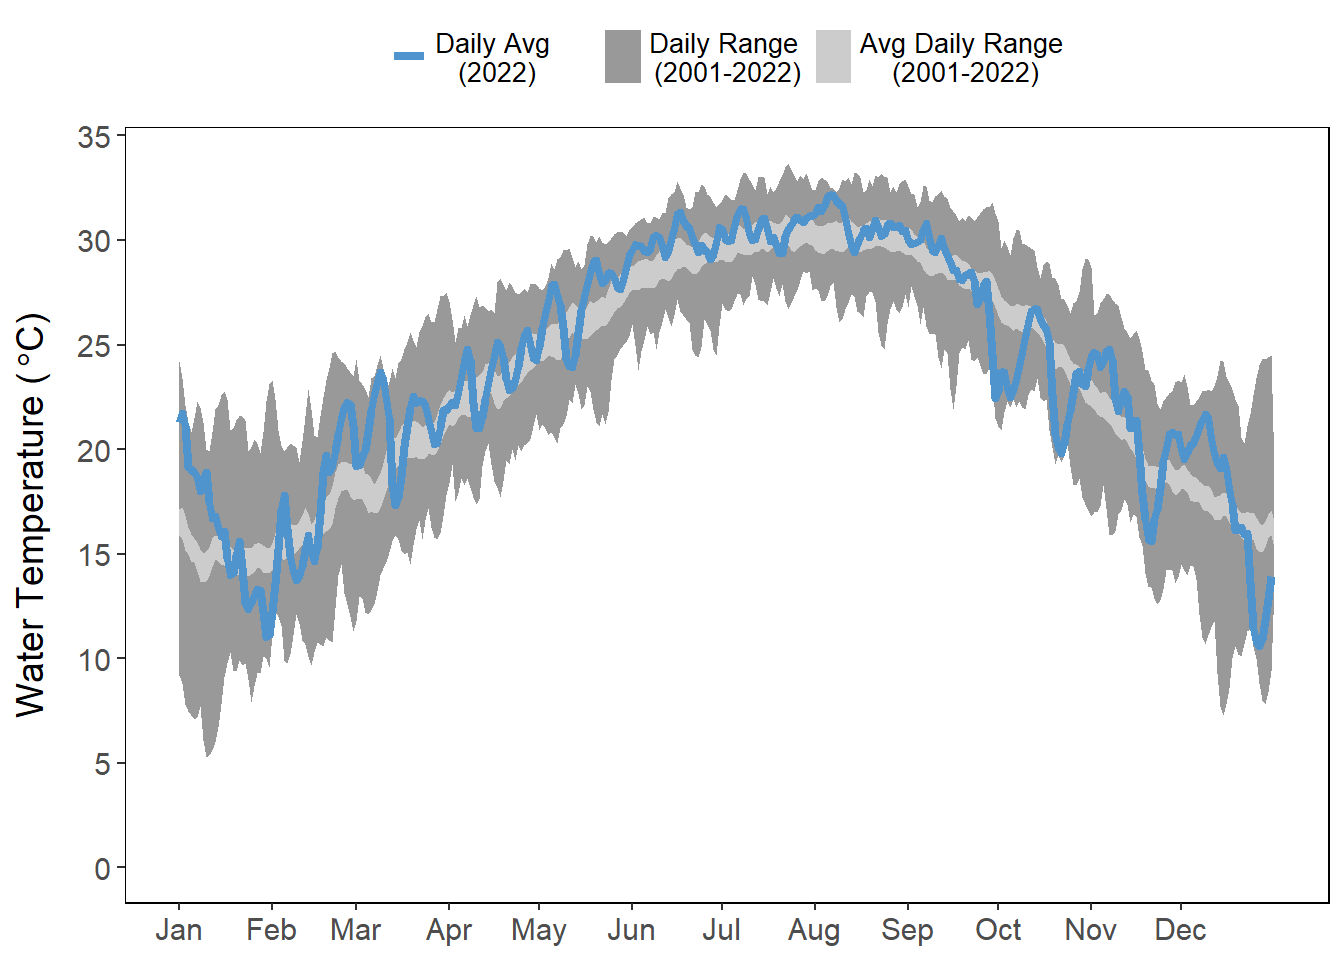 Daily Avg
(2022)
Daily Range
(2001-2022)
Avg Daily Range
(2001-2022)
Water Temperature (°C)
35
30
25
20
15
10
5
0
Jan Feb Mar Apr May Jun Jul Aug Sep Oct Nov Dec